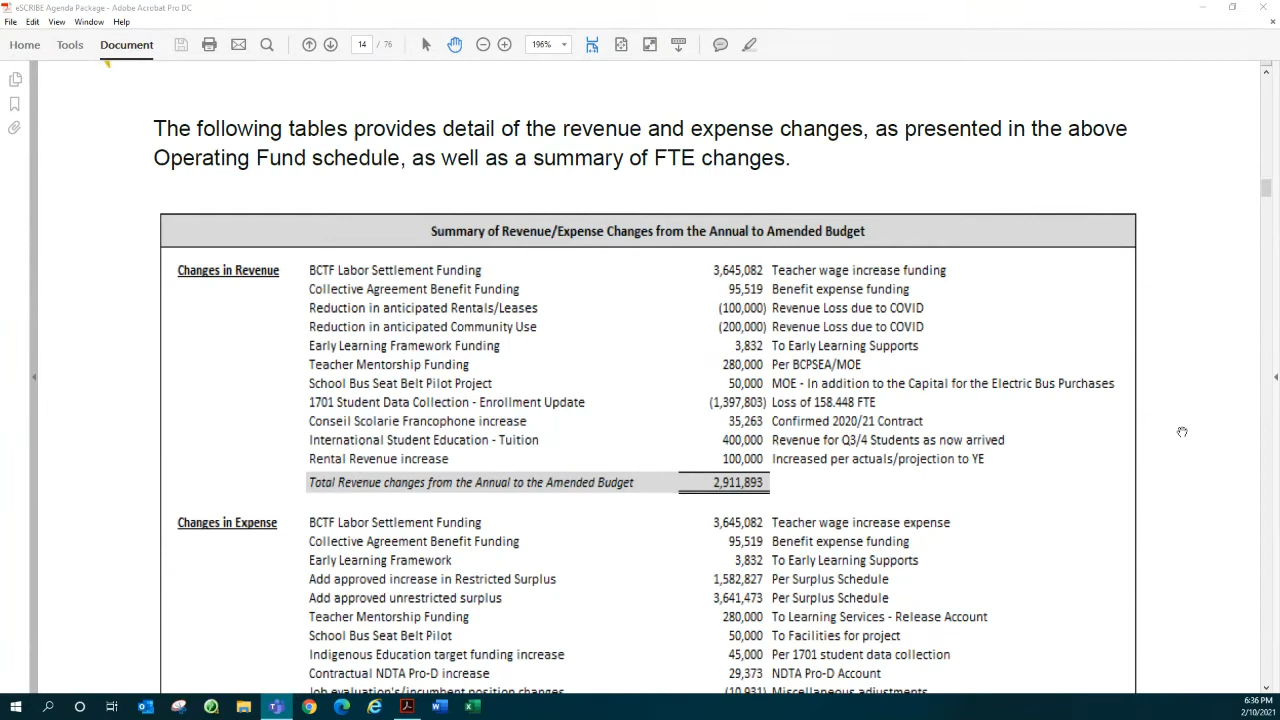 eSCRIBE Agenda Package - Adobe Acrobat Pro DC
File Edit View Window Help
Home Tools Document 14 / 76 196%
The following tables provides detail of the revenue and expense changes, as presented in the above
Operating Fund schedule, as well as a summary of FTE changes.
Summary of Revenue/Expense Changes from the Annual to Amended Budget
Changes in Revenue BCTF Labor Settlement Funding 3,645,082 Teacher wage increase funding
Collective Agreement Benefit Funding 95,519 Benefit expense funding
Reduction in anticipated Rentals/Leases (100,000) Revenue Loss due to COVID
Reduction in anticipated Community Use (200,000) Revenue Loss due to COVID
Early Learning Framework Funding 3,832 To Early Learning Supports
Teacher Mentorship Funding 280,000 Per BCPSEA/MOE
School Bus Seat Belt Pilot Project 50,000 MOE - In addition to the Capital for the Electric Bus Purchases
1701 Student Data Collection - Enrollment Update (1,397,803) Loss of 158.448 FTE
Conseil Scolarie Francophone increase 35,263 Confirmed 2020/21 Contract
International Student Education - Tuition 400,000 Revenue for Q3/4 Students as now arrived
Rental Revenue increase 100,000 Increased per actuals/projection to YE
Total Revenue changes from the Annual to the Amended Budget 2,911,893
Changes in Expense BCTF Labor Settlement Funding 3,645,082 Teacher wage increase expense
Collective Agreement Benefit Funding 95,519 Benefit expense funding
Early Learning Framework 3,832 To Early Learning Supports
Add approved increase in Restricted Surplus 1,582,827 Per Surplus Schedule
Add approved unrestricted surplus 3,641,473 Per Surplus Schedule
Teacher Mentorship Funding 280,000 To Learning Services - Release Account
School Bus Seat Belt Pilot 50,000 To Facilities for project
Indigenous Education target funding increase 45,000 Per 1701 student data collection
Contractual NDTA Pro-D increase 29,373 NDTA Pro-D Account
Job evaluation's/incumbent position changes (10,931) Miscellaneous adjustments
6:36 PM
2/10/2021